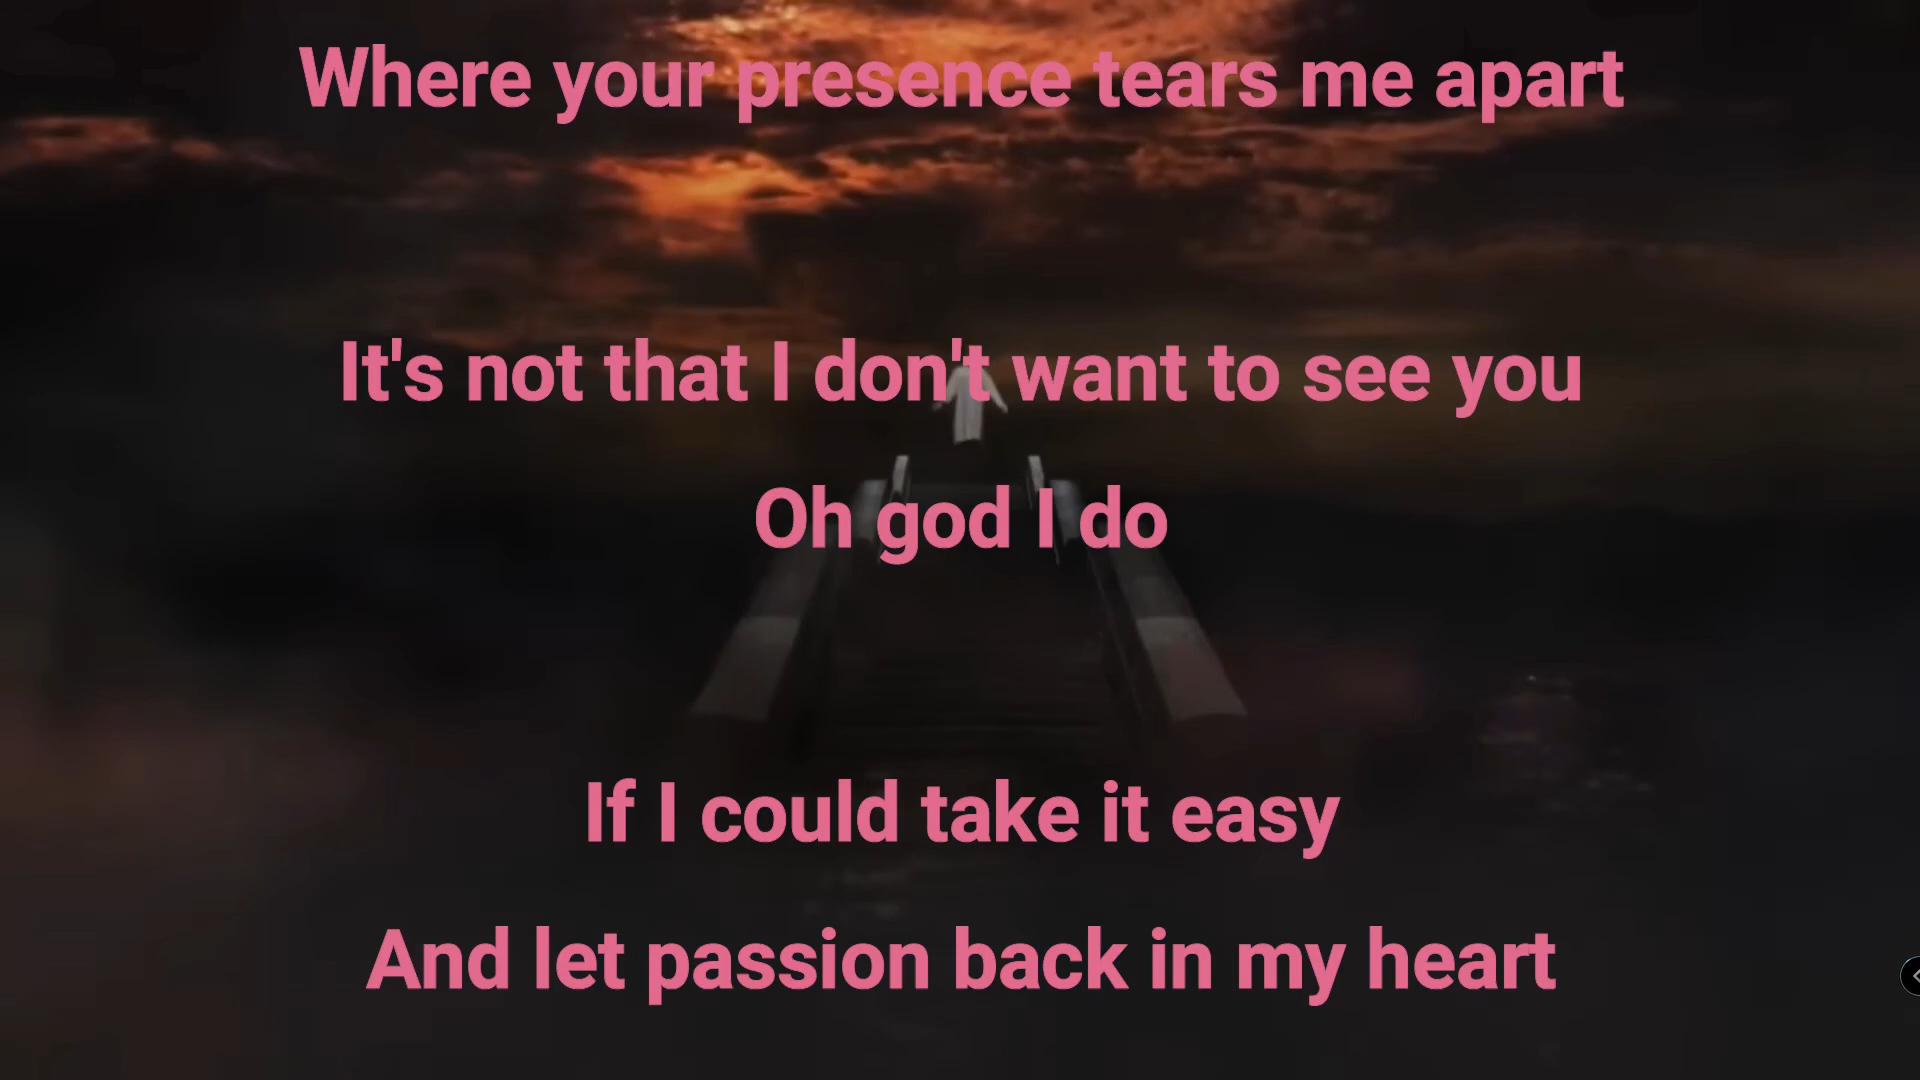 Where your presence tears me apart
It's not that I don't want to see you
Oh god I do
If I could take it easy
And let passion back in my heart